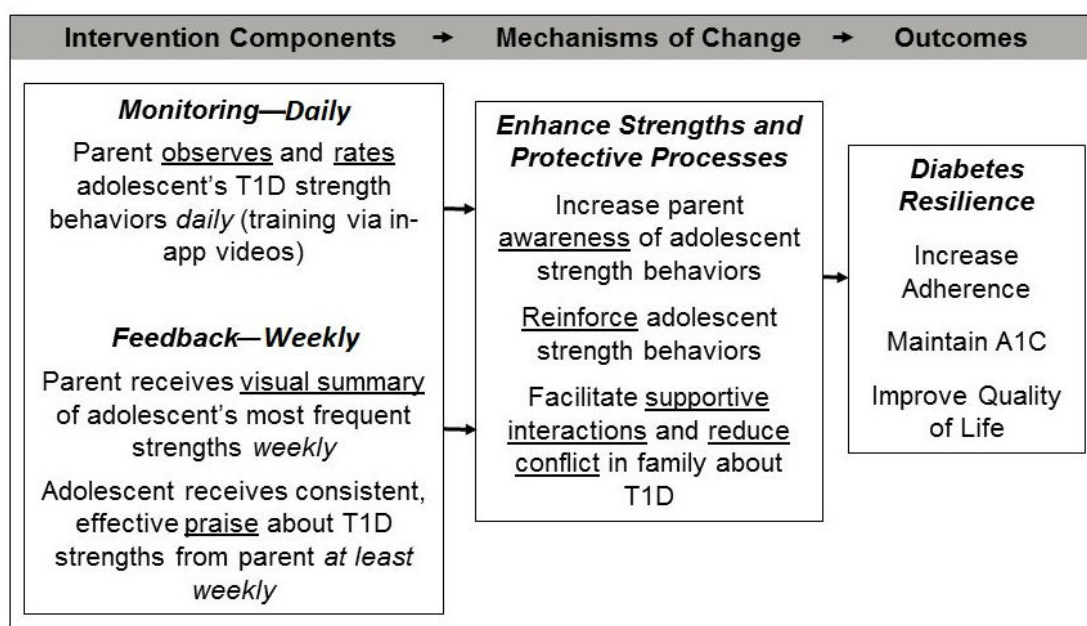 Intervention Components → Mechanisms of Change → Outcomes
Monitoring—Daily
Parent observes and rates
adolescent's T1D strength
behaviors daily (training via in-
app videos)
Feedback—Weekly
Parent receives visual summary
of adolescent's most frequent
strengths weekly
Adolescent receives consistent,
effective praise about T1D
strengths from parent at least
weekly
Enhance Strengths and
Protective Processes
Increase parent
awareness of adolescent
strength behaviors
Reinforce adolescent
strength behaviors
Facilitate supportive
interactions and reduce
conflict in family about
T1D
Diabetes
Resilience
Increase
Adherence
Maintain A1C
Improve Quality
of Life